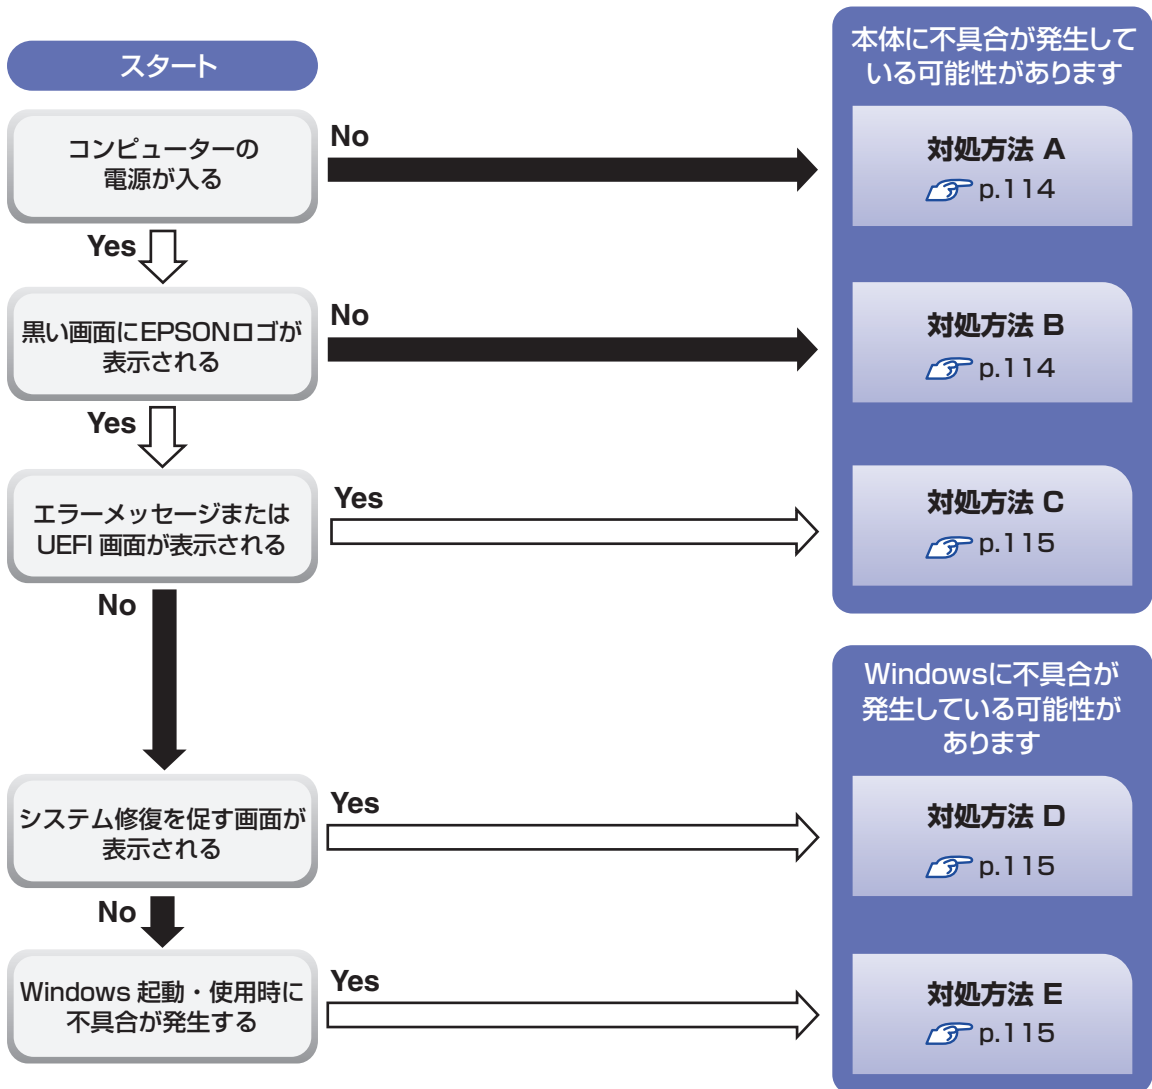 スタート
コンピューターの
電源が入る
No
Yes
黒い画面にEPSONロゴが
表示される
No
Yes
エラーメッセージまたは
UEFI 画面が表示される
Yes
No
システム修復を促す画面が
表示される
Yes
No
Windows 起動・使用時に
不具合が発生する
Yes
本体に不具合が発生して
いる可能性があります
対処方法 A
p.114
対処方法 B
p.114
対処方法 C
p.115
Windowsに不具合が
発生している可能性が
あります
対処方法 D
p.115
対処方法 E
p.115